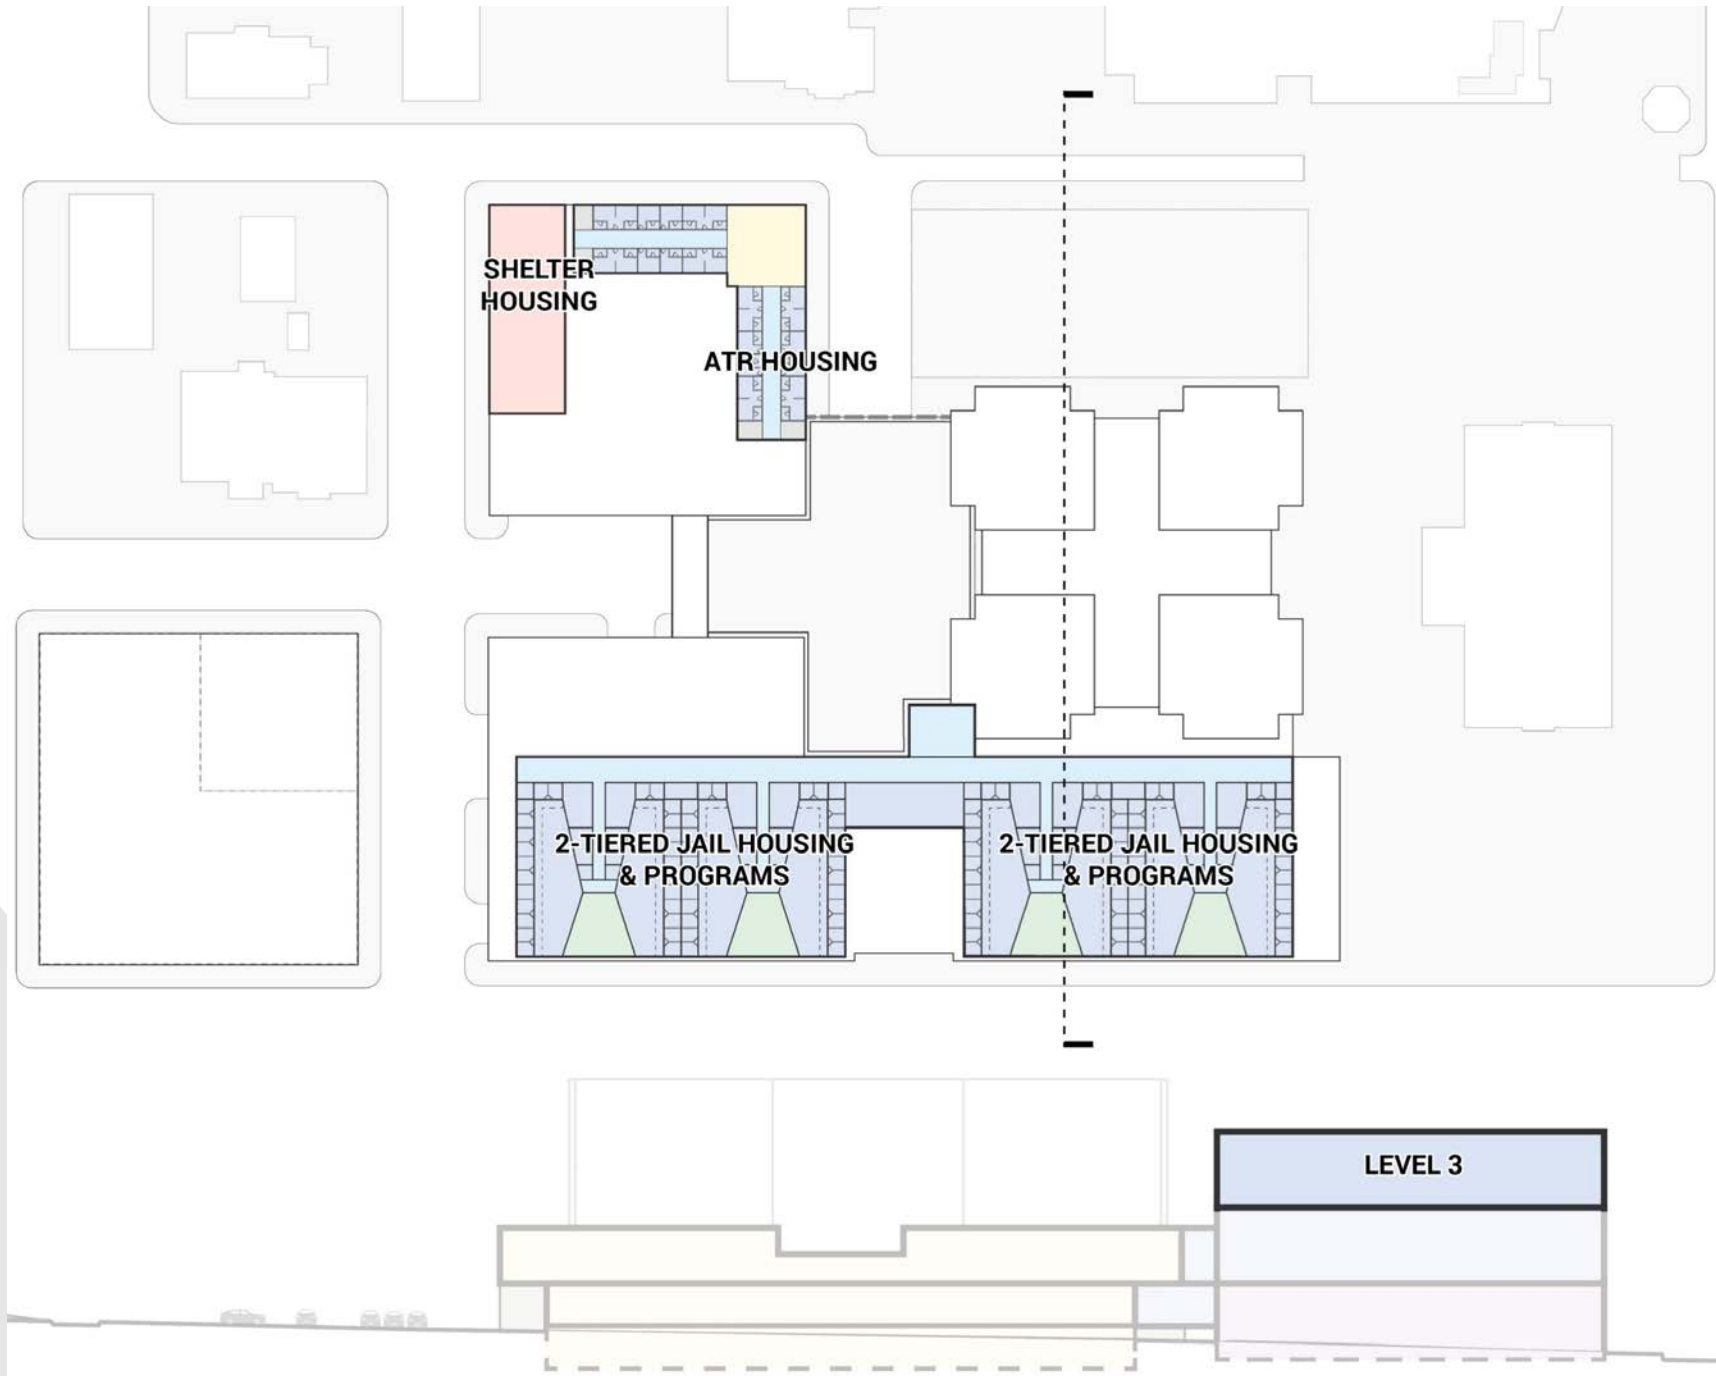 SHELTER
HOUSING
ATR HOUSING
2-TIERED JAIL HOUSING
& PROGRAMS
2-TIERED JAIL HOUSING
& PROGRAMS
LEVEL 3